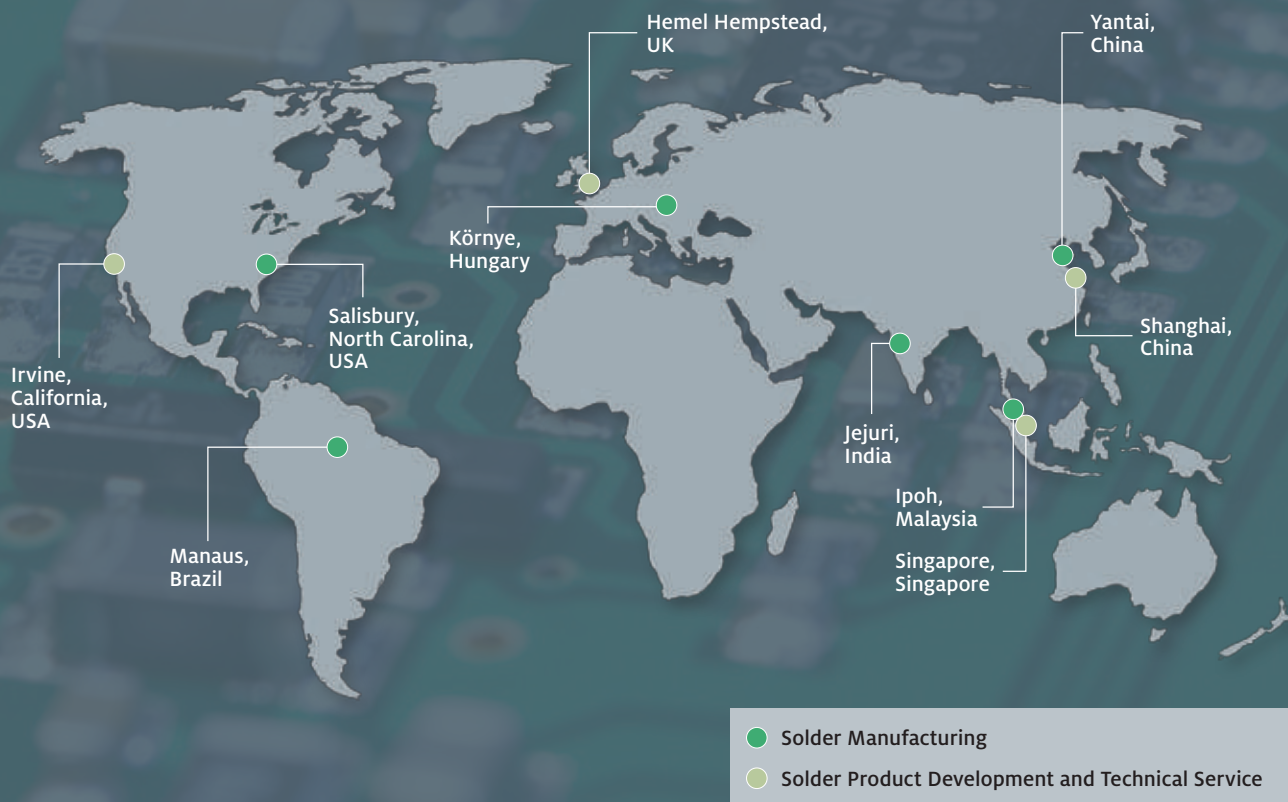 Hemel Hempstead,
UK
Yantai,
China
Környe,
Hungary
Salisbury,
North Carolina,
USA
Irvine,
California,
USA
Shanghai,
China
Jejuri,
India
Ipoh,
Malaysia
Manaus,
Brazil
Singapore,
Singapore
Solder Manufacturing
Solder Product Development and Technical Service